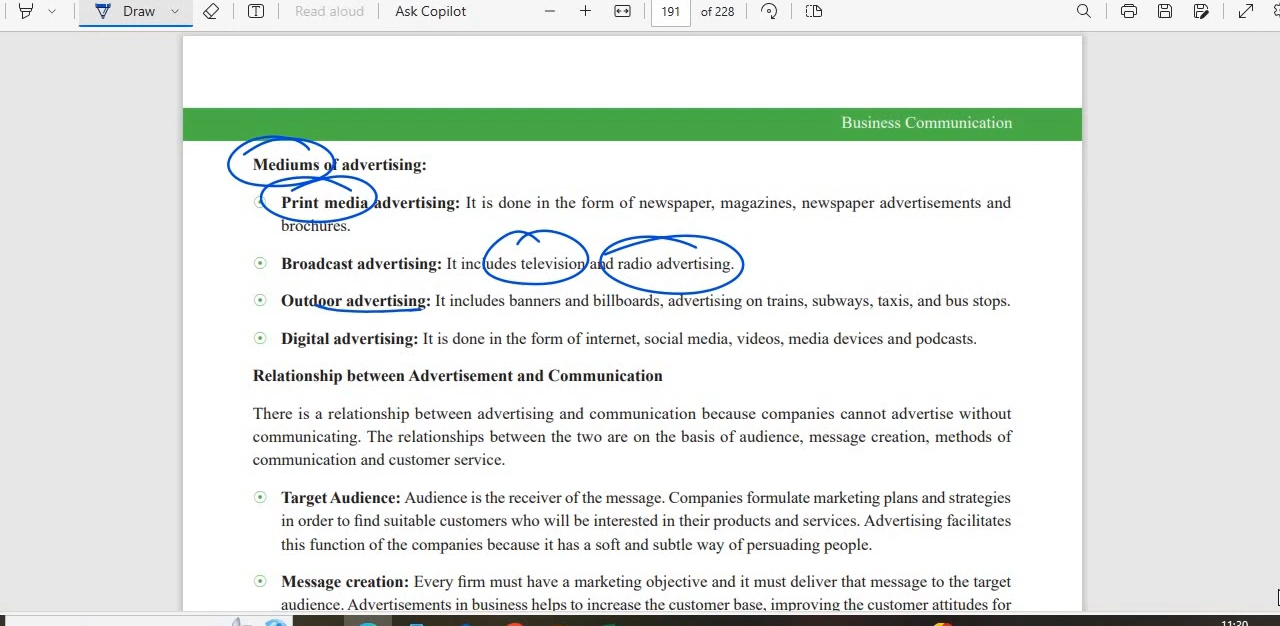 Draw
Read aloud
Ask Copilot
191 of 228
Business Communication
Mediums of advertising:
Print media advertising: It is done in the form of newspaper, magazines, newspaper advertisements and
brochures.
Broadcast advertising: It includes television and radio advertising.
Outdoor advertising: It includes banners and billboards, advertising on trains, subways, taxis, and bus stops.
Digital advertising: It is done in the form of internet, social media, videos, media devices and podcasts.
Relationship between Advertisement and Communication
There is a relationship between advertising and communication because companies cannot advertise without
communicating. The relationships between the two are on the basis of audience, message creation, methods of
communication and customer service.
Target Audience: Audience is the receiver of the message. Companies formulate marketing plans and strategies
in order to find suitable customers who will be interested in their products and services. Advertising facilitates
this function of the companies because it has a soft and subtle way of persuading people.
Message creation: Every firm must have a marketing objective and it must deliver that message to the target
audience. Advertisements in business helps to increase the customer base, improving the customer attitudes for
11:20